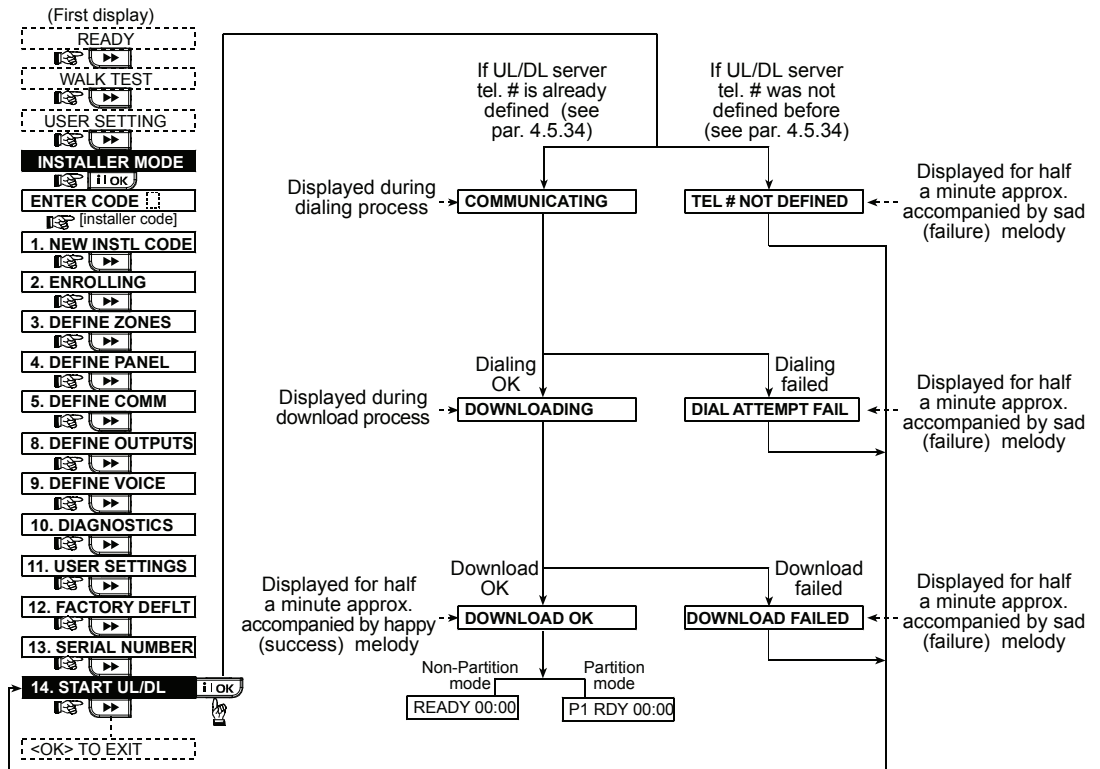 (First display)
READY
WALK TEST
USER SETTING
INSTALLER MODE
i I OK
ENTER CODE
[installer code]
1. NEW INSTL CODE
2. ENROLLING
3. DEFINE ZONES
4. DEFINE PANEL
5. DEFINE COMM
8. DEFINE OUTPUTS
9. DEFINE VOICE
10. DIAGNOSTICS
11. USER SETTINGS
12. FACTORY DEFLT
13. SERIAL NUMBER
14. START UL/DL
i I OK
<OK> TO EXIT
If UL/DL server
tel. # is already
defined (see
par. 4.5.34)
If UL/DL server
tel. # was not
defined before
(see par. 4.5.34)
Displayed during
dialing process
COMMUNICATING
TEL # NOT DEFINED
Displayed for half
a minute approx.
accompanied by sad
(failure) melody
Dialing
OK
Dialing
failed
Displayed during
download process
DOWNLOADING
DIAL ATTEMPT FAIL
Displayed for half
a minute approx.
accompanied by sad
(failure) melody
Download
OK
Download
failed
Displayed for half
a minute approx.
accompanied by happy
(success) melody
DOWNLOAD OK
DOWNLOAD FAILED
Displayed for half
a minute approx.
accompanied by sad
(failure) melody
Non-Partition
mode
Partition
mode
READY 00:00
P1 RDY 00:00